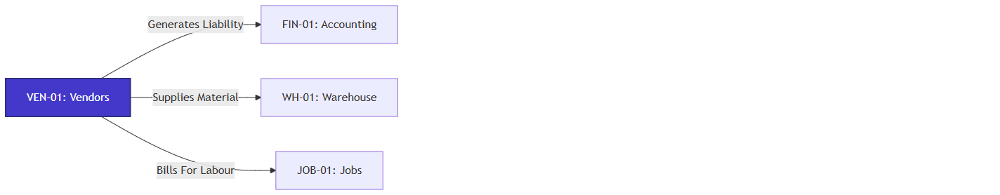 Generates Liability
FIN-01: Accounting
VEN-01: Vendors
Supplies Material
WH-01: Warehouse
Bills For Labour
JOB-01: Jobs